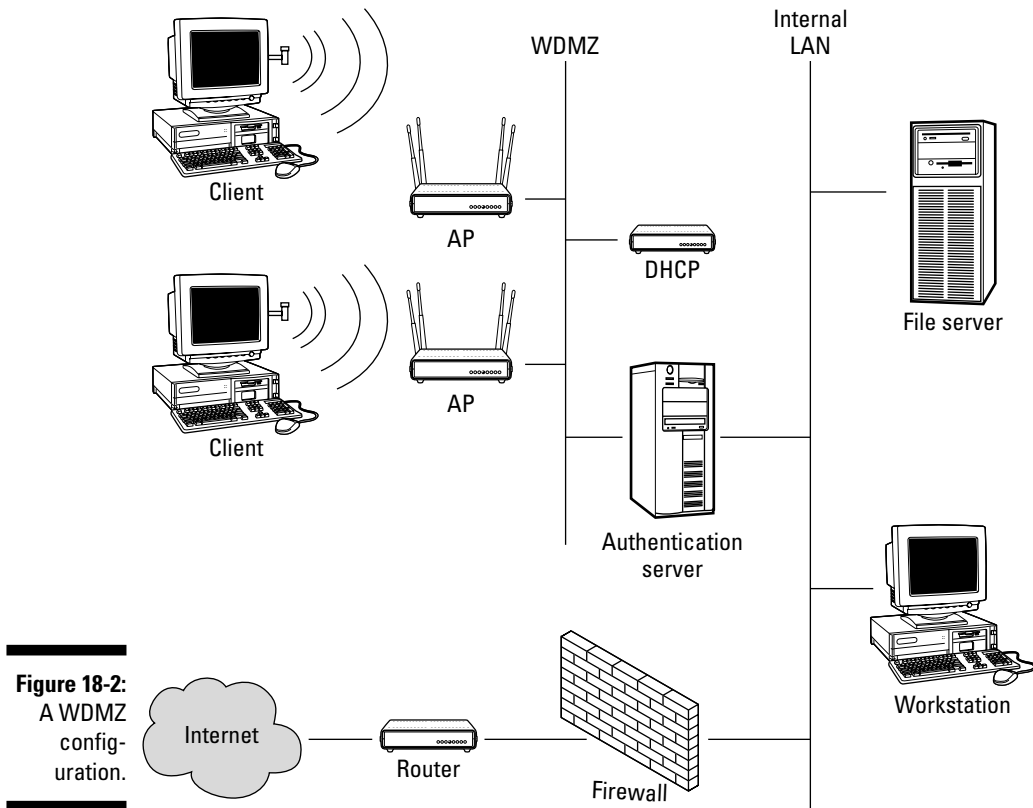 WDMZ
Internal
LAN
Client
AP
DHCP
File server
Client
AP
Authentication
server
Workstation
Figure 18-2:
A WDMZ
config-
uration.
Internet
Router
Firewall